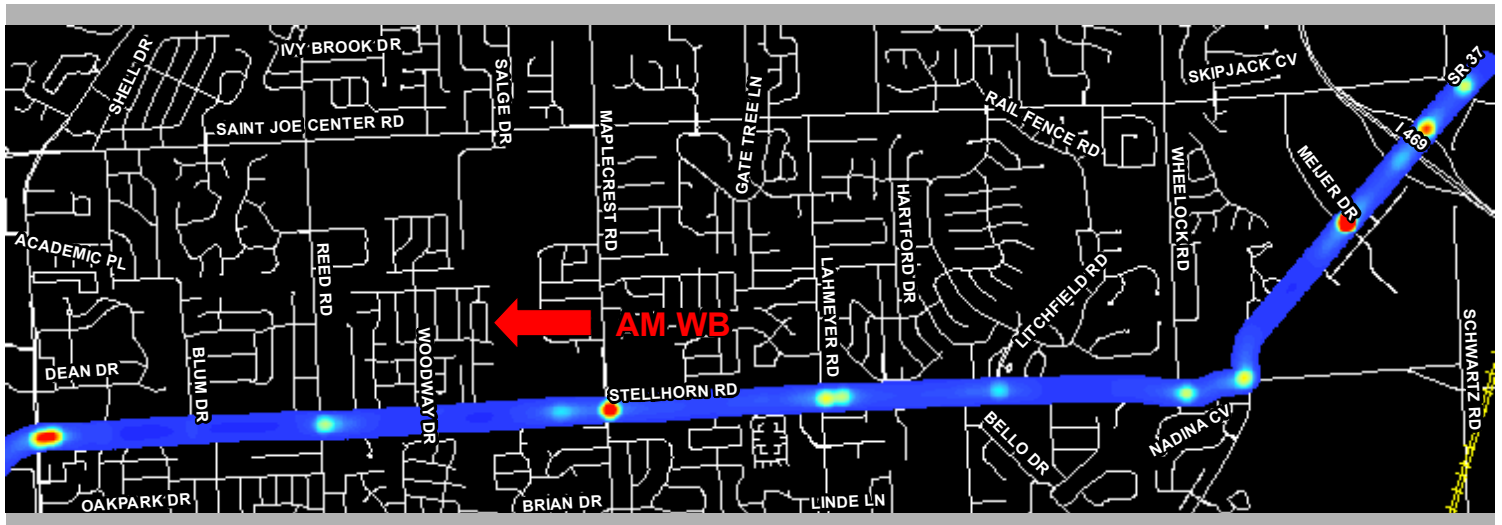 IVY BROOK DR
SHELL DR
SALGE DR
SAINT JOE CENTER RD
MAPLECREST RD
GATE TREE LN
RAIL FENCE RD
SKIPJACK CV
SR 37
I 469
MEIJER DR
WHEELOCK RD
HARTFORD DR
ACADEMIC PL
REED RD
LAHMEYER RD
LITCHFIELD RD
AM WB
WOODWAY DR
BLUM DR
DEAN DR
STELLHORN RD
SCHWARTZ RD
BELLO DR
NADINA CV
OAKPARK DR
BRIAN DR
LINDE LN